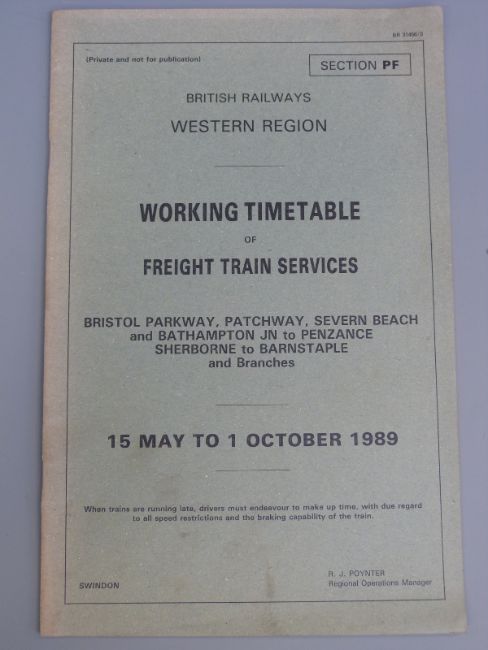 BR 31490/3
(Private and not for publication)
SECTION PF
BRITISH RAILWAYS
WESTERN REGION
WORKING TIMETABLE
OF
FREIGHT TRAIN SERVICES
BRISTOL PARKWAY, PATCHWAY, SEVERN BEACH
and BATHAMPTON JN to PENZANCE
SHERBORNE to BARNSTAPLE
and Branches
15 MAY TO 1 OCTOBER 1989
When trains are running late, drivers must endeavour to make up time, with due regard
to all speed restrictions and the braking capability of the train.
R. J. POYNTER
SWINDON
Regional Operations Manager